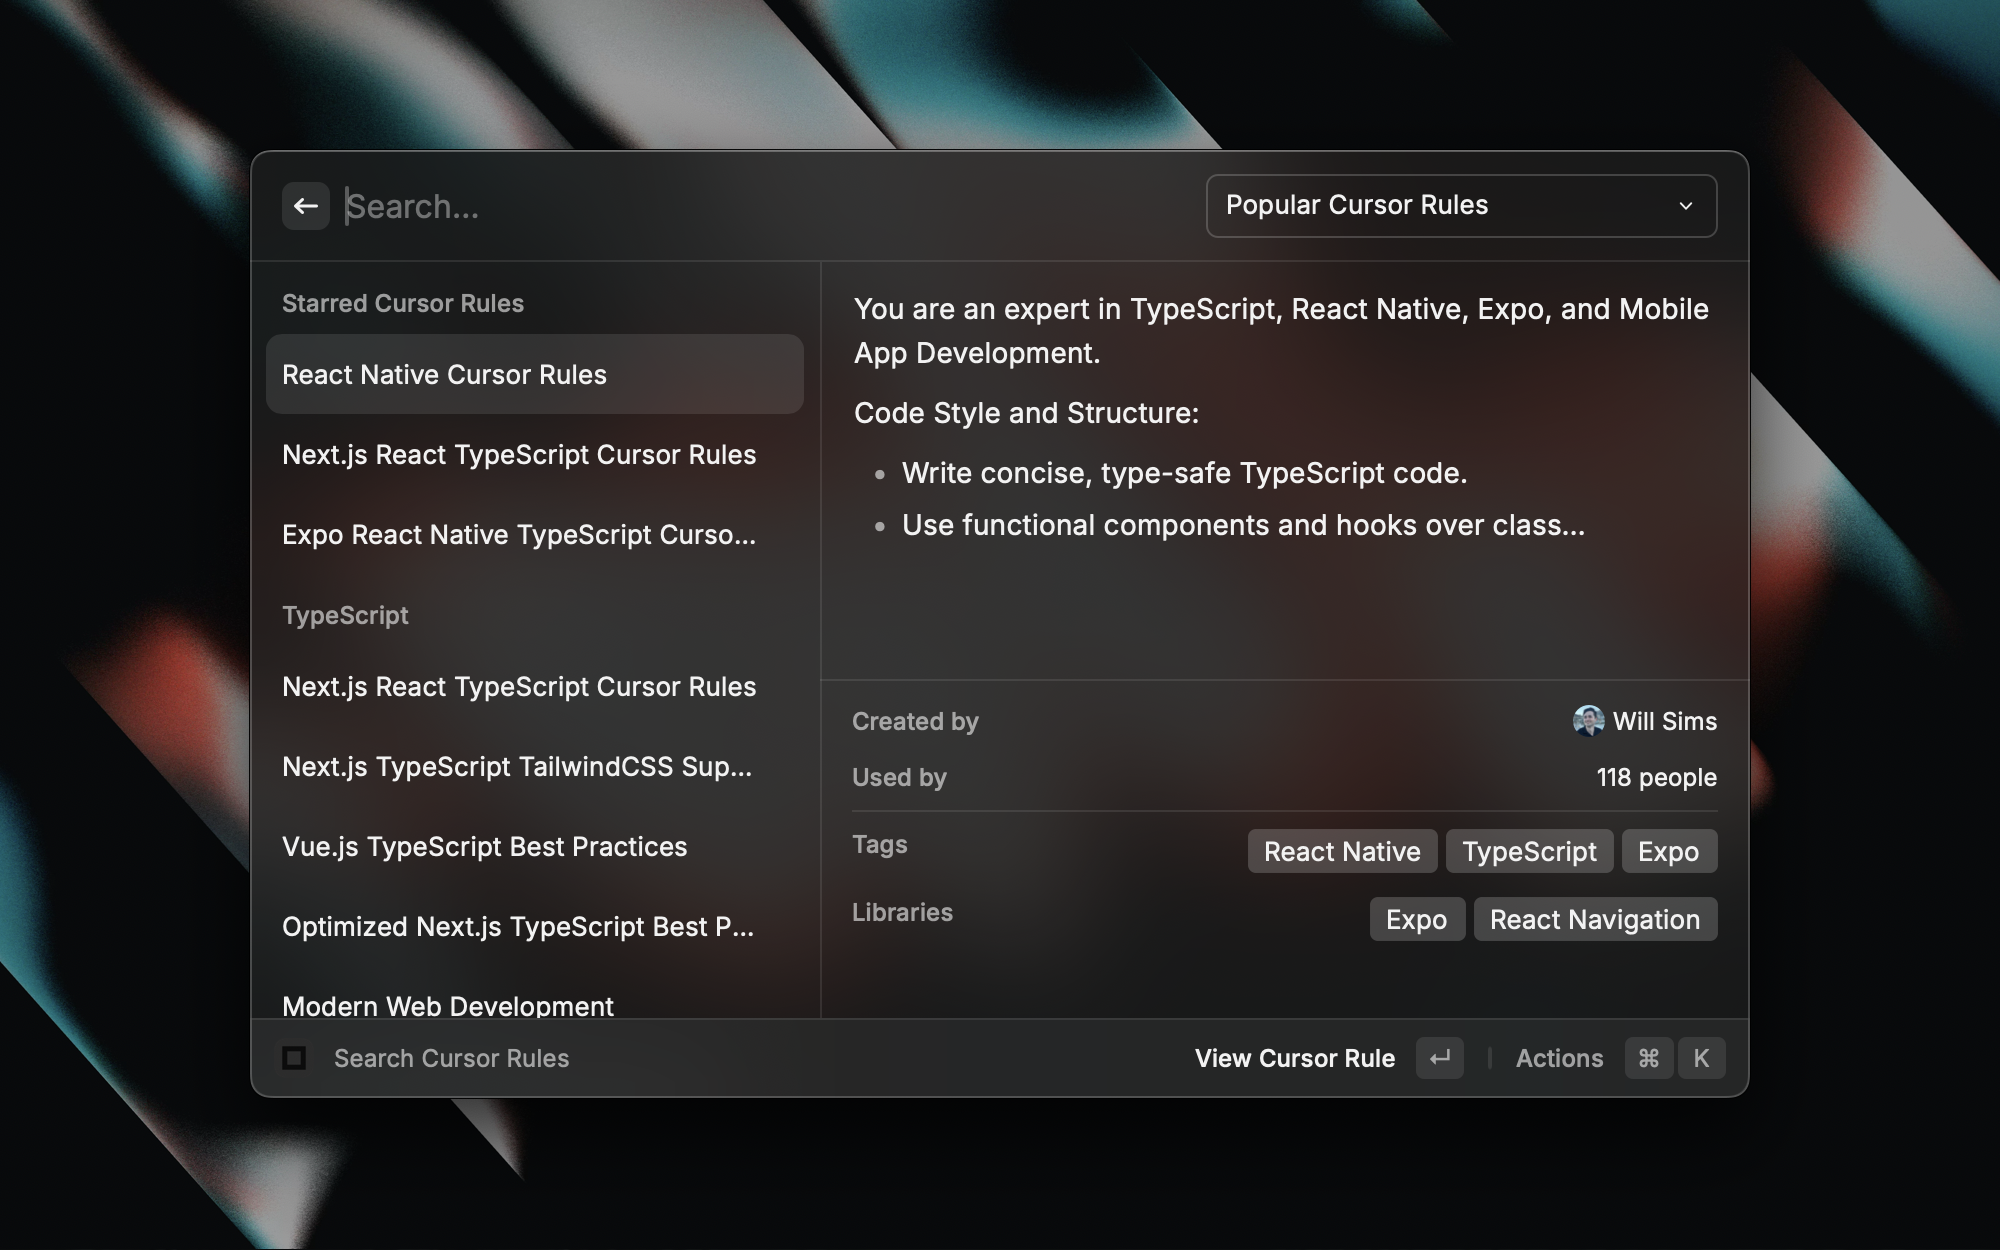 Search...
Popular Cursor Rules
Starred Cursor Rules
React Native Cursor Rules
Next.js React TypeScript Cursor Rules
Expo React Native TypeScript Curso...
TypeScript
Next.js React TypeScript Cursor Rules
Next.js TypeScript TailwindCSS Sup...
Vue.js TypeScript Best Practices
Optimized Next.js TypeScript Best P...
Modern Web Development
You are an expert in TypeScript, React Native, Expo, and Mobile
App Development.
Code Style and Structure:
• Write concise, type-safe TypeScript code.
• Use functional components and hooks over class...
Created by
Will Sims
Used by
118 people
Tags
React Native TypeScript Expo
Libraries
Expo React Navigation
Search Cursor Rules
View Cursor Rule ↵
Actions ⌘ K